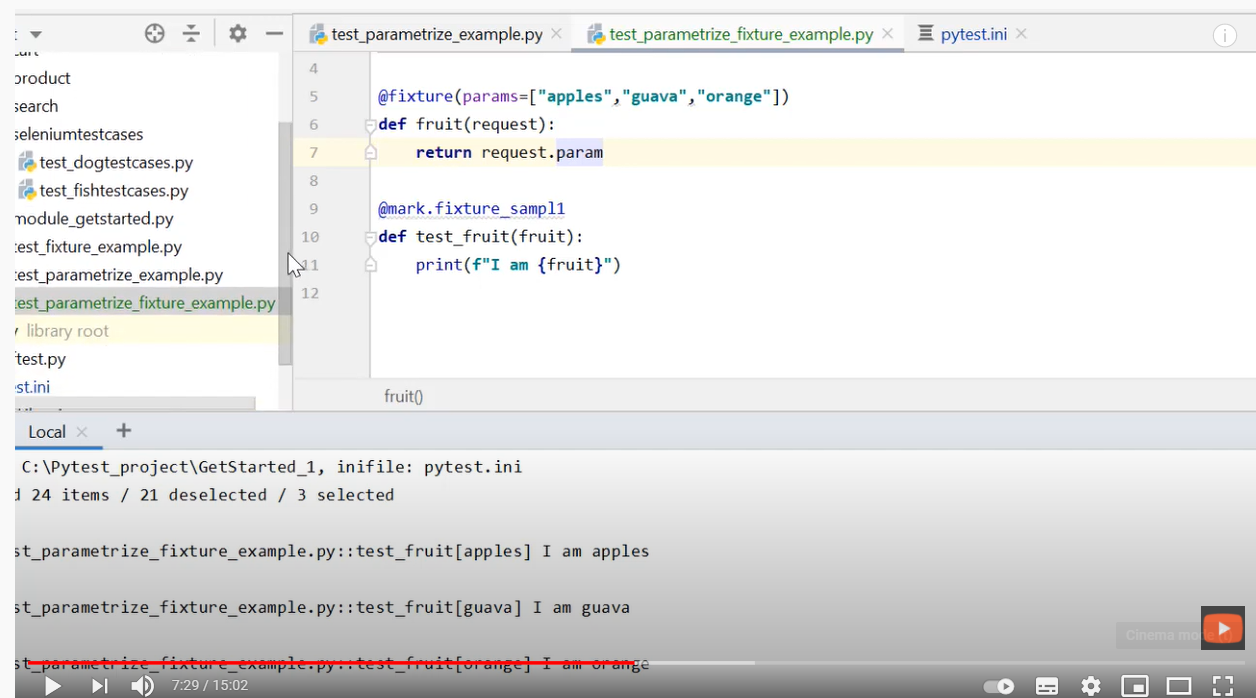 test_parametrize_example.py
test_parametrize_fixture_example.py
pytest.ini
product
search
seleniumtestcases
test_dogtestcases.py
test_fishtestcases.py
module_getstarted.py
test_fixture_example.py
test_parametrize_example.py
test_parametrize_fixture_example.py
library root
ftest.py
est.ini
4
5 @fixture(params=["apples","guava","orange"])
6 def fruit(request):
7 return request.param
8
9 @mark.fixture_sampl1
10 def test_fruit(fruit):
11 print(f"I am {fruit}")
12
fruit()
Local
C:\Pytest_project\GetStarted_1, inifile: pytest.ini
d 24 items / 21 deselected / 3 selected
st_parametrize_fixture_example.py::test_fruit[apples] I am apples
st_parametrize_fixture_example.py::test_fruit[guava] I am guava
st_parametrize_fixture_example.py::test_fruit[orange] I am orange
Cinema mode
7:29 / 15:02